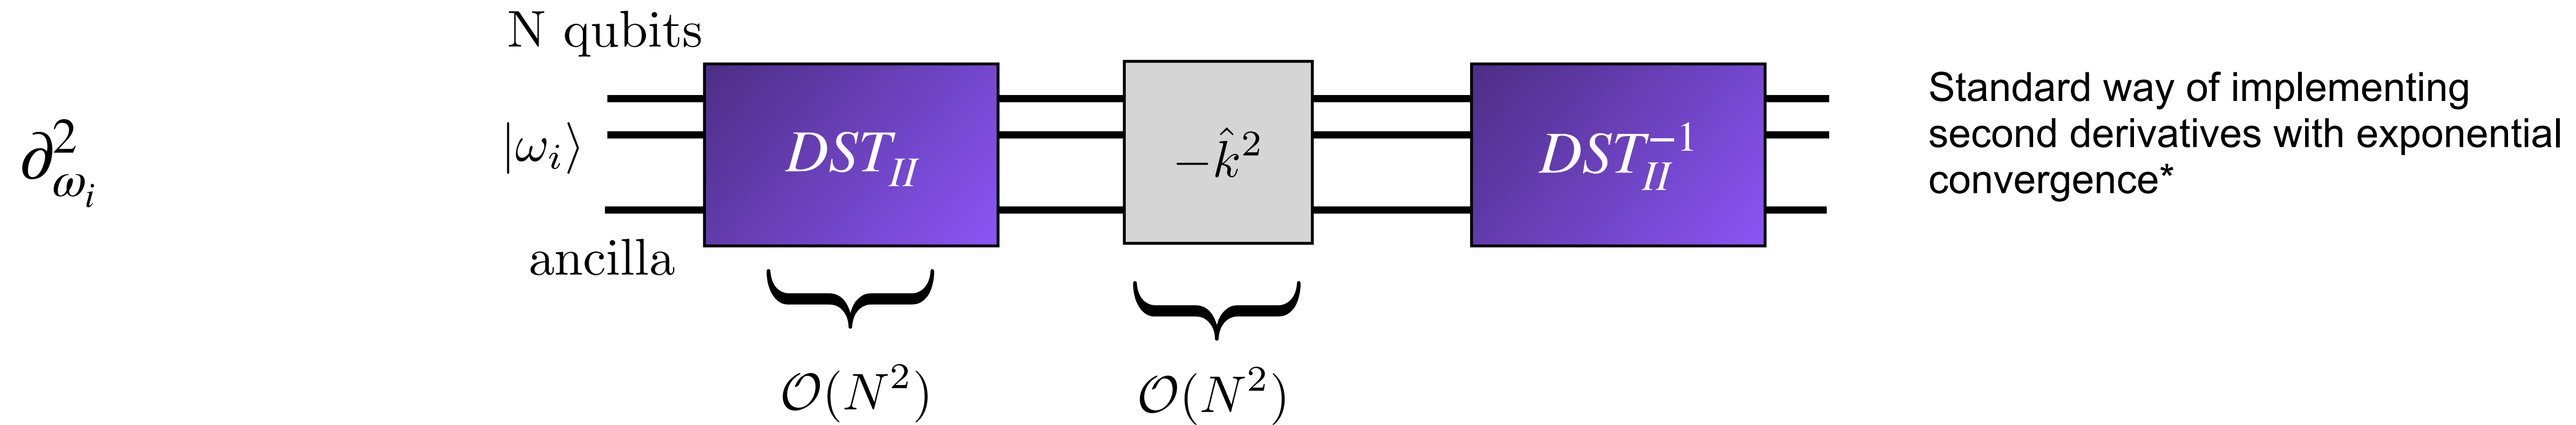 ∂²_{ω_i}
N qubits
|ω_i⟩
ancilla
DST_{II}
−k̂²
DST_{II}^{−1}
𝒪(N²)
𝒪(N²)
Standard way of implementing
second derivatives with exponential
convergence*